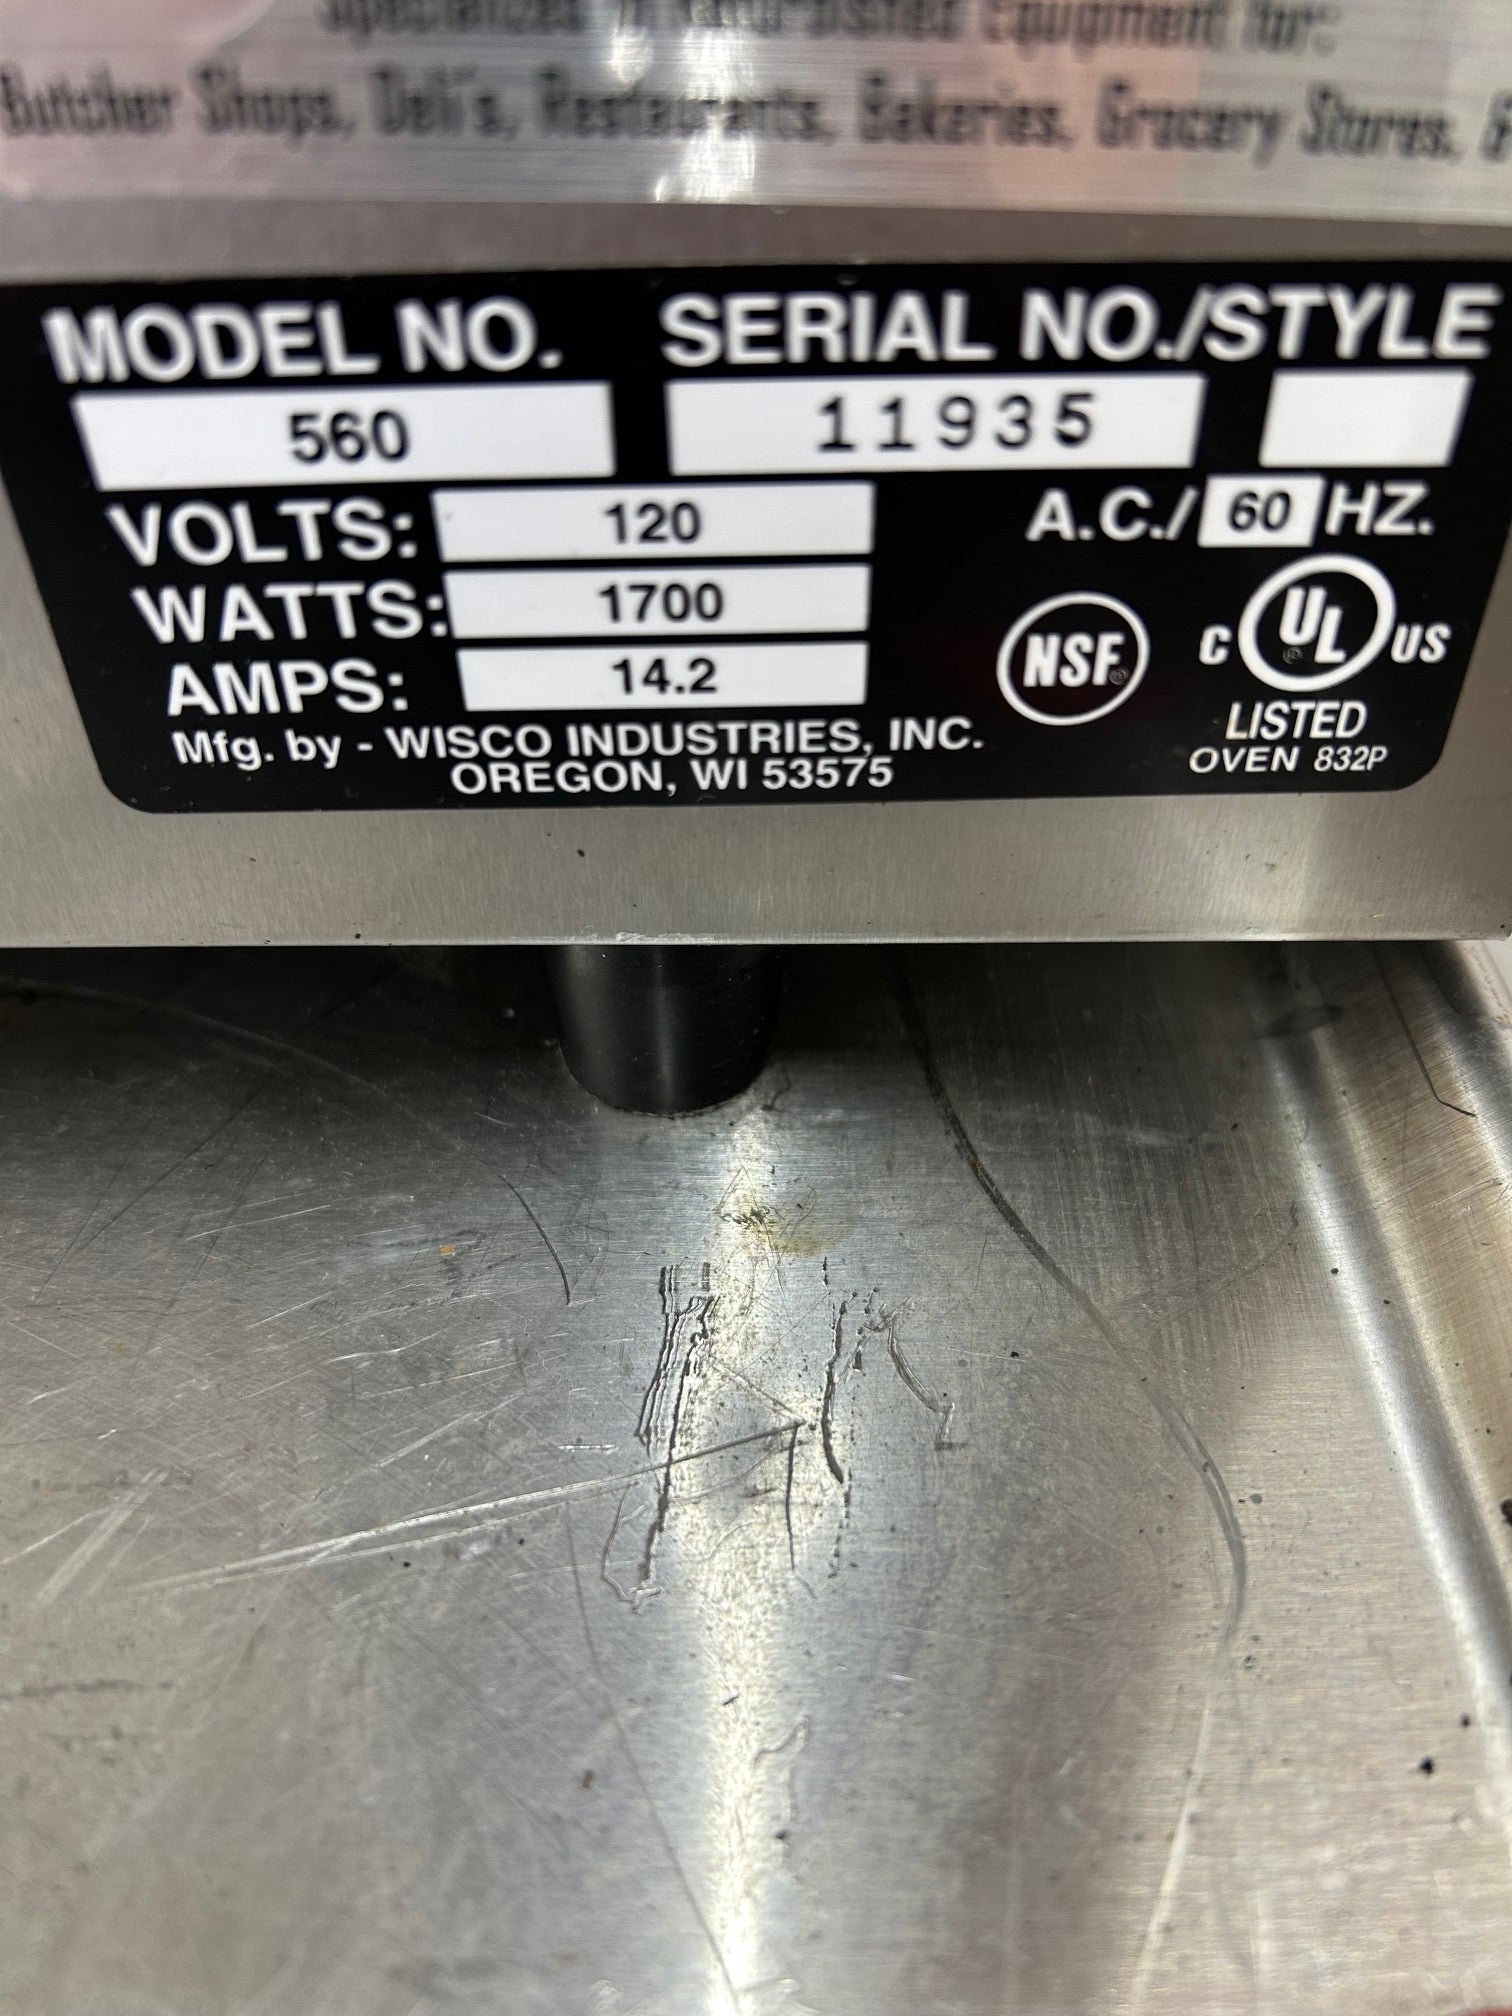 Specialized in Refurbished Equipment for:
Butcher Shops, Deli's, Restaurants, Bakeries, Grocery Stores, &
MODEL NO. SERIAL NO./STYLE
560 11935
VOLTS: 120 A.C./ 60 HZ.
WATTS: 1700
AMPS: 14.2
NSF
C UL US
LISTED
OVEN 832P
Mfg. by - WISCO INDUSTRIES, INC.
OREGON, WI 53575